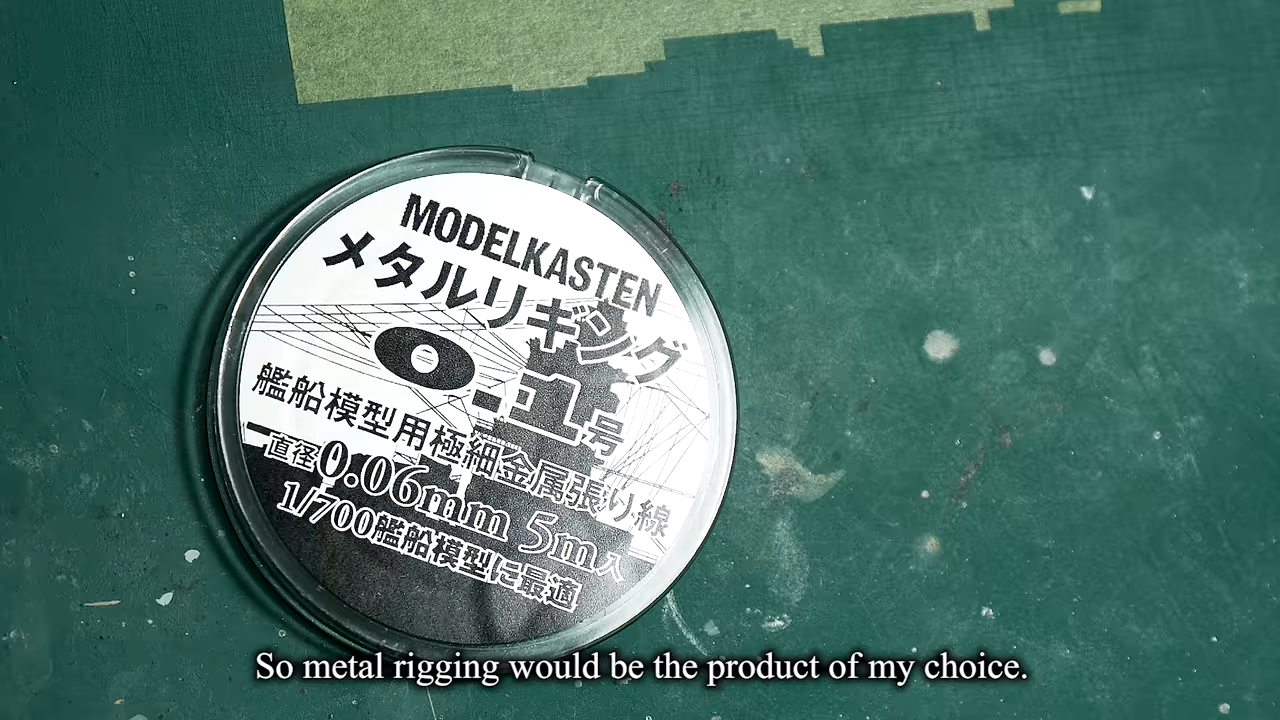 MODELKASTEN
メタルリギング
0-1号
艦船模型用極細金属張り線
直径0.06mm 5m入
1/700艦船模型に最適
So metal rigging would be the product of my choice.